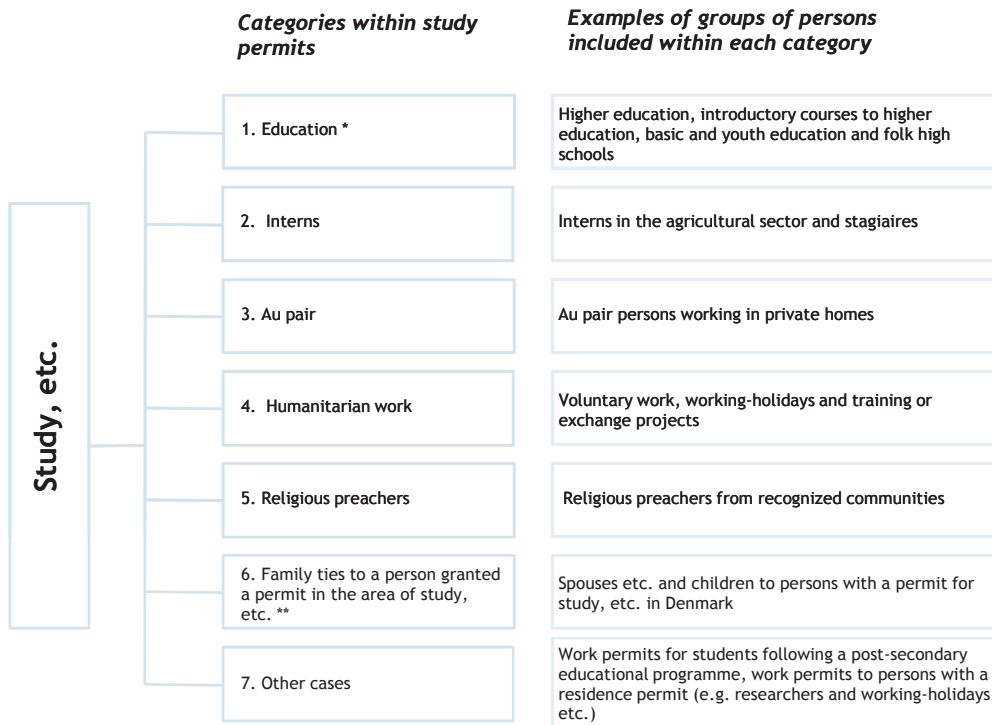 Categories within study
permits
Examples of groups of persons
included within each category
Study, etc.
1. Education *
Higher education, introductory courses to higher
education, basic and youth education and folk high
schools
2. Interns
Interns in the agricultural sector and stagiaires
3. Au pair
Au pair persons working in private homes
4. Humanitarian work
Voluntary work, working-holidays and training or
exchange projects
5. Religious preachers
Religious preachers from recognized communities
6. Family ties to a person granted
a permit in the area of study,
etc. **
Spouses etc. and children to persons with a permit for
study, etc. in Denmark
7. Other cases
Work permits for students following a post-secondary
educational programme, work permits to persons with a
residence permit (e.g. researchers and working-holidays
etc.)